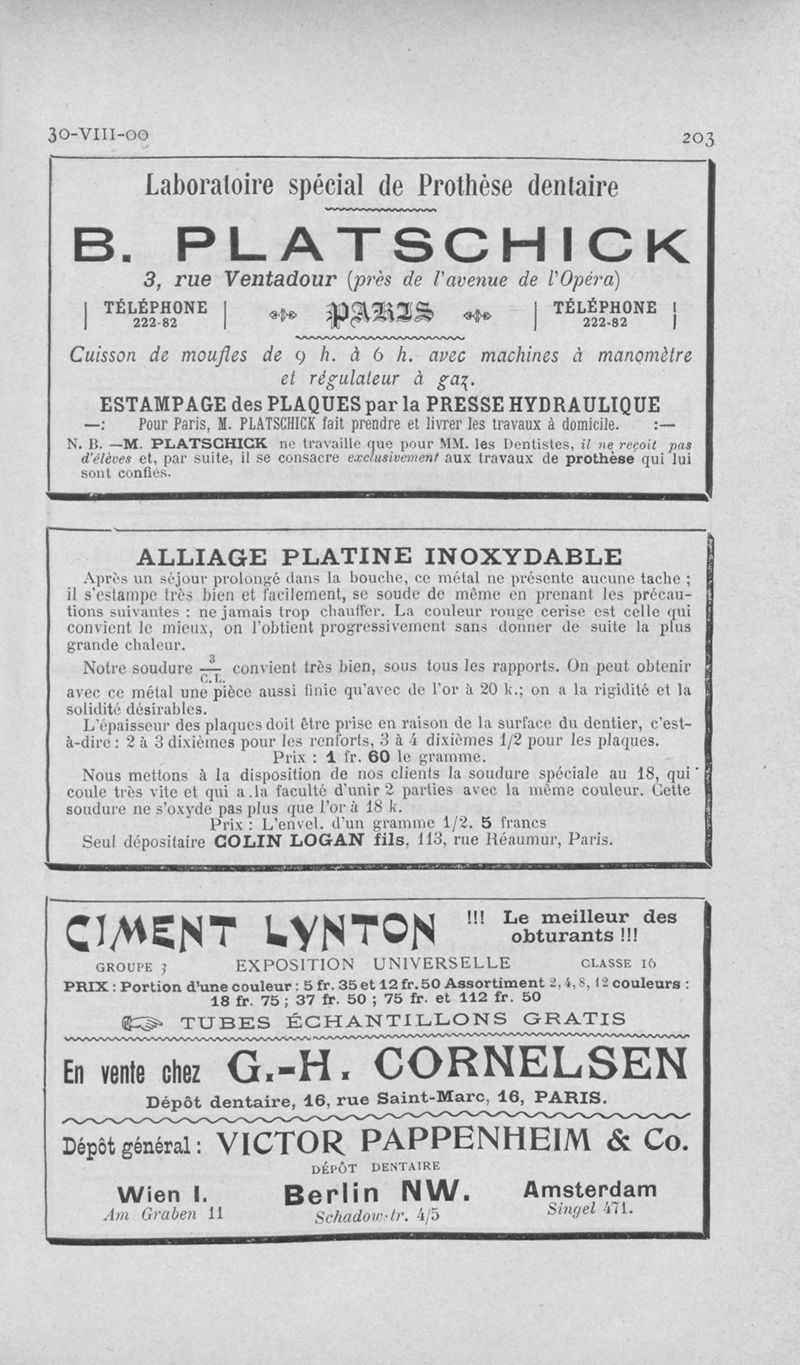 30-VIII-00
203
Laboratoire spécial de Prothèse dentaire
B. PLATSCHICK
3, rue Ventadour (près de l'avenue de l'Opéra)
TÉLÉPHONE
222-82
PARIS
TÉLÉPHONE
222-82
Cuisson de moufles de 9 h. à 6 h. avec machines à manomètre
et régulateur à gaz.
ESTAMPAGE des PLAQUES par la PRESSE HYDRAULIQUE
—: Pour Paris, M. PLATSCHICK fait prendre et livrer les travaux à domicile. :—
N. B. —M. PLATSCHICK ne travaille que pour MM. les Dentistes, il ne reçoit pas
d'élèves et, par suite, il se consacre exclusivement aux travaux de prothèse qui lui
sont confiés.
ALLIAGE PLATINE INOXYDABLE
Après un séjour prolongé dans la bouche, ce métal ne présente aucune tache ;
il s'estampe très bien et facilement, se soude de même en prenant les précau-
tions suivantes : ne jamais trop chauffer. La couleur rouge cerise est celle qui
convient le mieux, on l'obtient progressivement sans donner de suite la plus
grande chaleur.
Notre soudure 3/C.L. convient très bien, sous tous les rapports. On peut obtenir
avec ce métal une pièce aussi finie qu'avec de l'or à 20 k.; on a la rigidité et la
solidité désirables.
L'épaisseur des plaques doit être prise en raison de la surface du dentier, c'est-
à-dire : 2 à 3 dixièmes pour les renforts, 3 à 4 dixièmes 1/2 pour les plaques.
Prix : 1 fr. 60 le gramme.
Nous mettons à la disposition de nos clients la soudure spéciale au 18, qui
coule très vite et qui a la faculté d'unir 2 parties avec la même couleur. Cette
soudure ne s'oxyde pas plus que l'or à 18 k.
Prix : L'envel. d'un gramme 1/2. 5 francs
Seul dépositaire COLIN LOGAN fils, 113, rue Réaumur, Paris.
CIMENT LYNTON
!!! Le meilleur des
obturants !!!
GROUPE 3 EXPOSITION UNIVERSELLE CLASSE 16
PRIX : Portion d'une couleur : 5 fr. 35 et 12 fr. 50 Assortiment 2, 4, 8, 12 couleurs :
18 fr. 75 ; 37 fr. 50 ; 75 fr. et 112 fr. 50
TUBES ÉCHANTILLONS GRATIS
En vente chez G.-H. CORNELSEN
Dépôt dentaire, 16, rue Saint-Marc, 16, PARIS.
Dépôt général : VICTOR PAPPENHEIM & Co.
DÉPÔT DENTAIRE
Wien I. Berlin NW. Amsterdam
Am Graben 11 Schadowstr. 4/5 Singel 471.